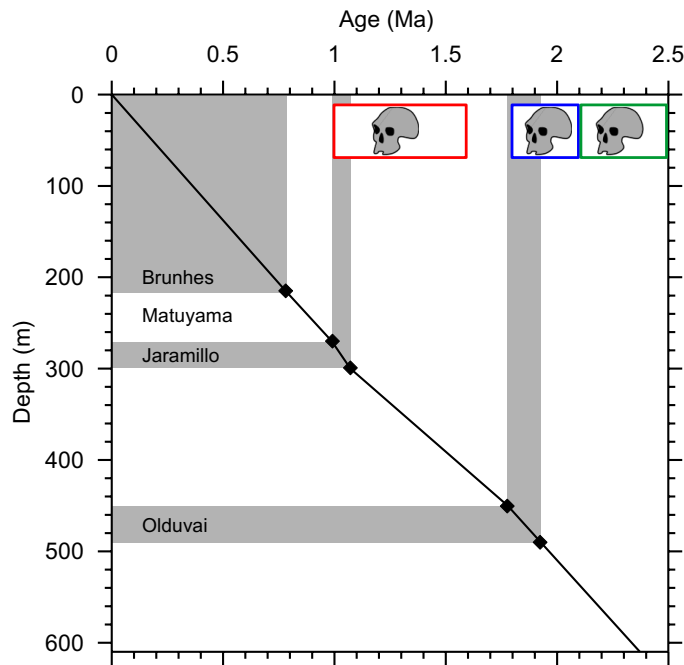 Age (Ma)
0 0.5 1 1.5 2 2.5
0
100
Brunhes
200
Matuyama
Jaramillo
300
Depth (m)
400
Olduvai
500
600